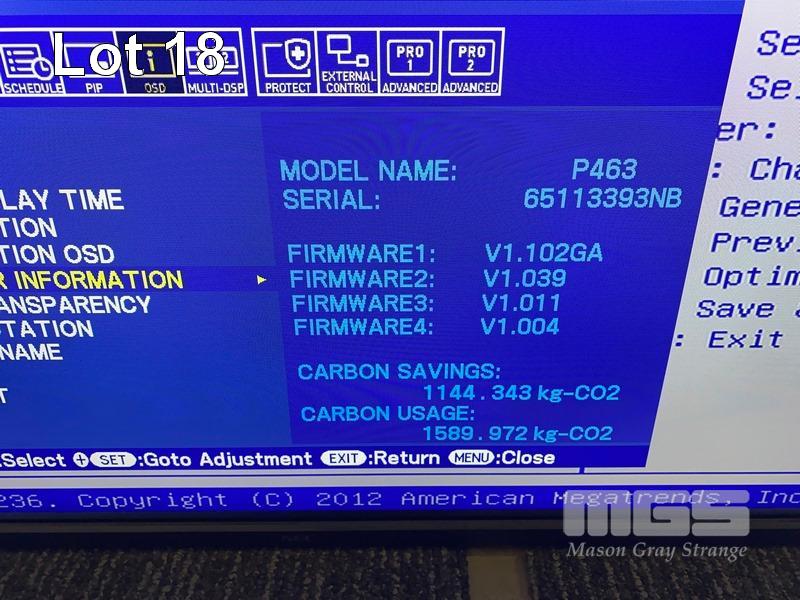 Lot 18
SCHEDULE PIP OSD MULTI-DSP PROTECT EXTERNAL CONTROL PRO 1 ADVANCED PRO 2 ADVANCED
MODEL NAME: P463
SERIAL: 65113393NB
LAY TIME
TION
TION OSD
R INFORMATION
ANSPARENCY
STATION
NAME
T
FIRMWARE1: V1.102GA
FIRMWARE2: V1.039
FIRMWARE3: V1.011
FIRMWARE4: V1.004
CARBON SAVINGS:
1144.343 kg-CO2
CARBON USAGE:
1589.972 kg-CO2
Select SET:Goto Adjustment EXIT:Return MENU:Close
236. Copyright (C) 2012 American Megatrends, Inc
Se
Sel
er:
: Cha
Gene
Previ
Optim
Save a
: Exit
MGS
Mason Gray Strange